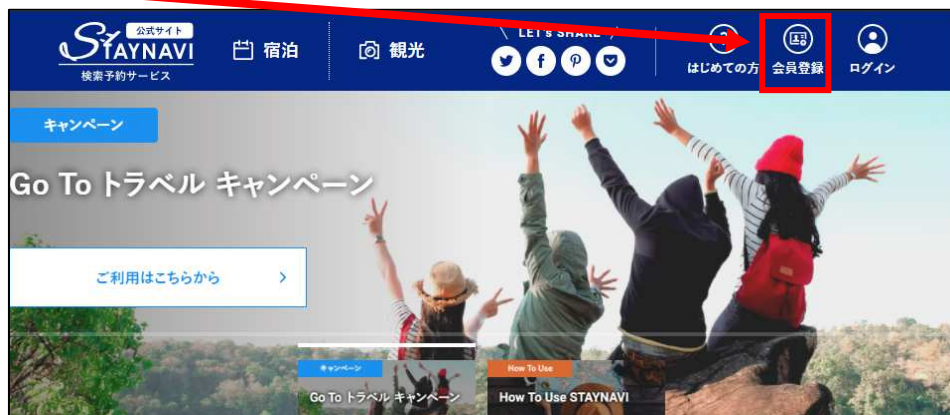 公式サイト
STAYNAVI
検索予約サービス
宿泊
観光
\ LET's SHARE /
はじめての方
会員登録
ログイン
キャンペーン
Go To トラベル キャンペーン
ご利用はこちらから >
キャンペーン
Go To トラベル キャンペーン
How To Use
How To Use STAYNAVI